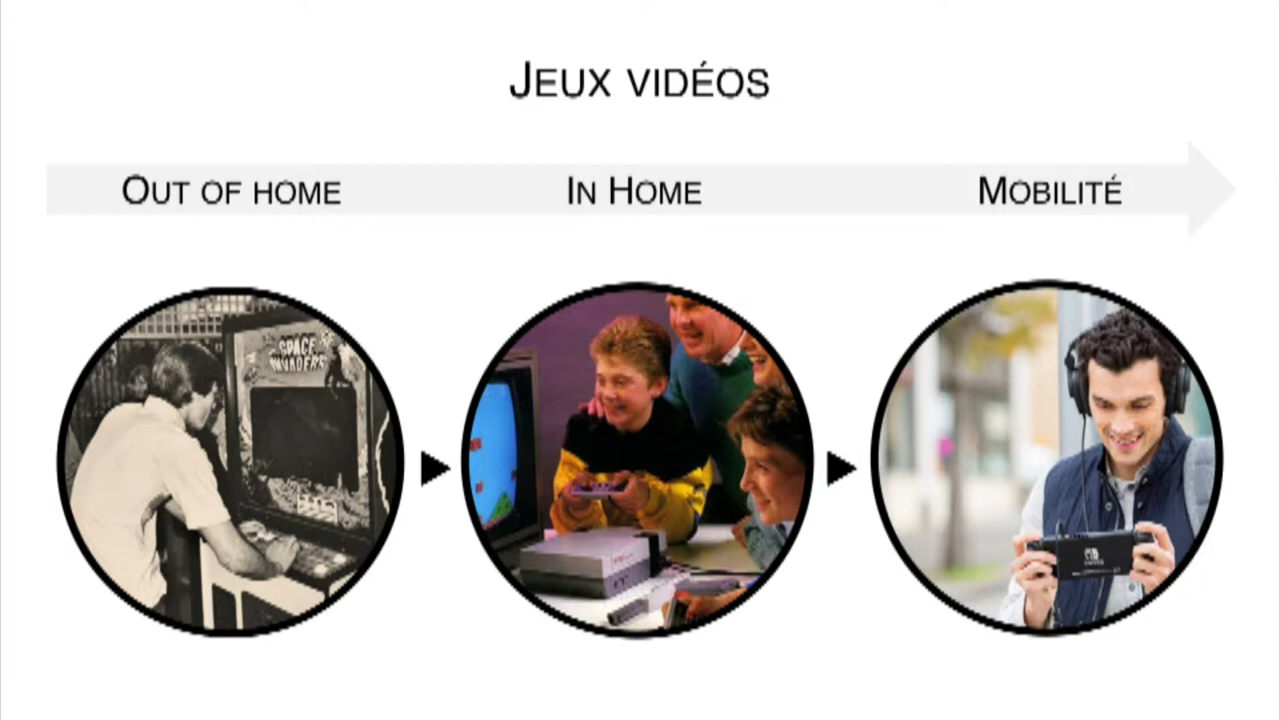 JEUX VIDÉOS
OUT OF HOME
IN HOME
MOBILITÉ
SPACE
INVADERS